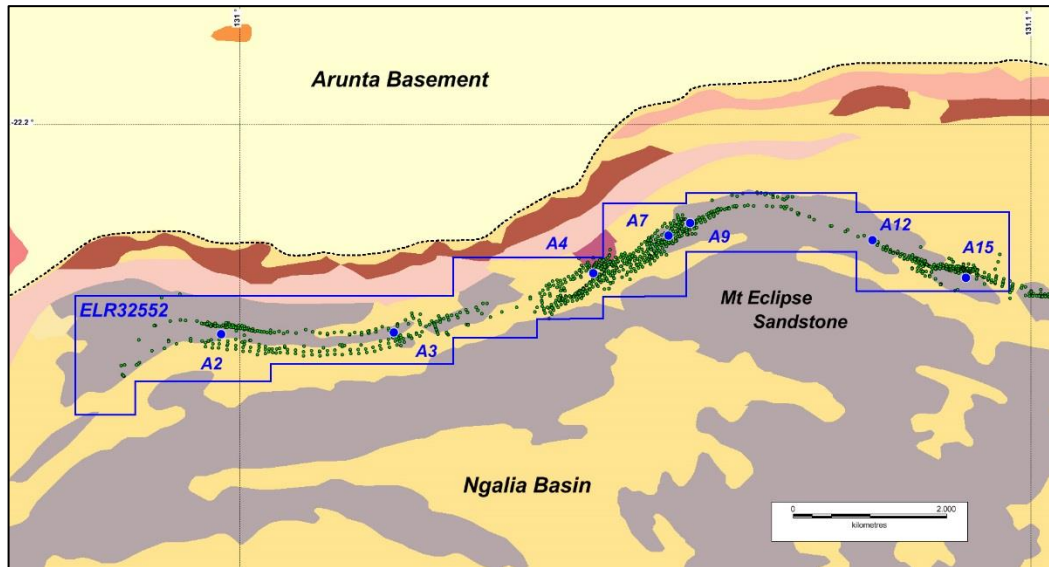 131 °
131.1 °
Arunta Basement
-22.2 °
A7
A12
A4
A9
A15
ELR32552
Mt Eclipse
Sandstone
A3
A2
Ngalia Basin
0 2.000
kilometres